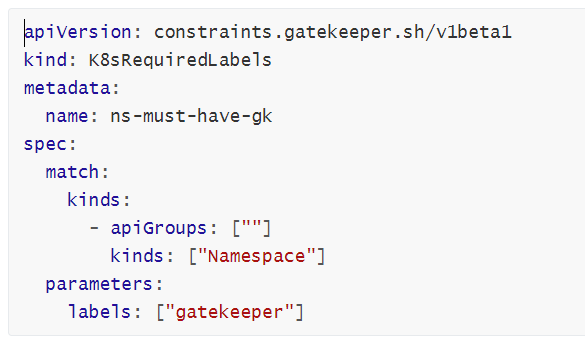 apiVersion: constraints.gatekeeper.sh/v1beta1
kind: K8sRequiredLabels
metadata:
  name: ns-must-have-gk
spec:
  match:
    kinds:
      - apiGroups: [""]
        kinds: ["Namespace"]
  parameters:
    labels: ["gatekeeper"]